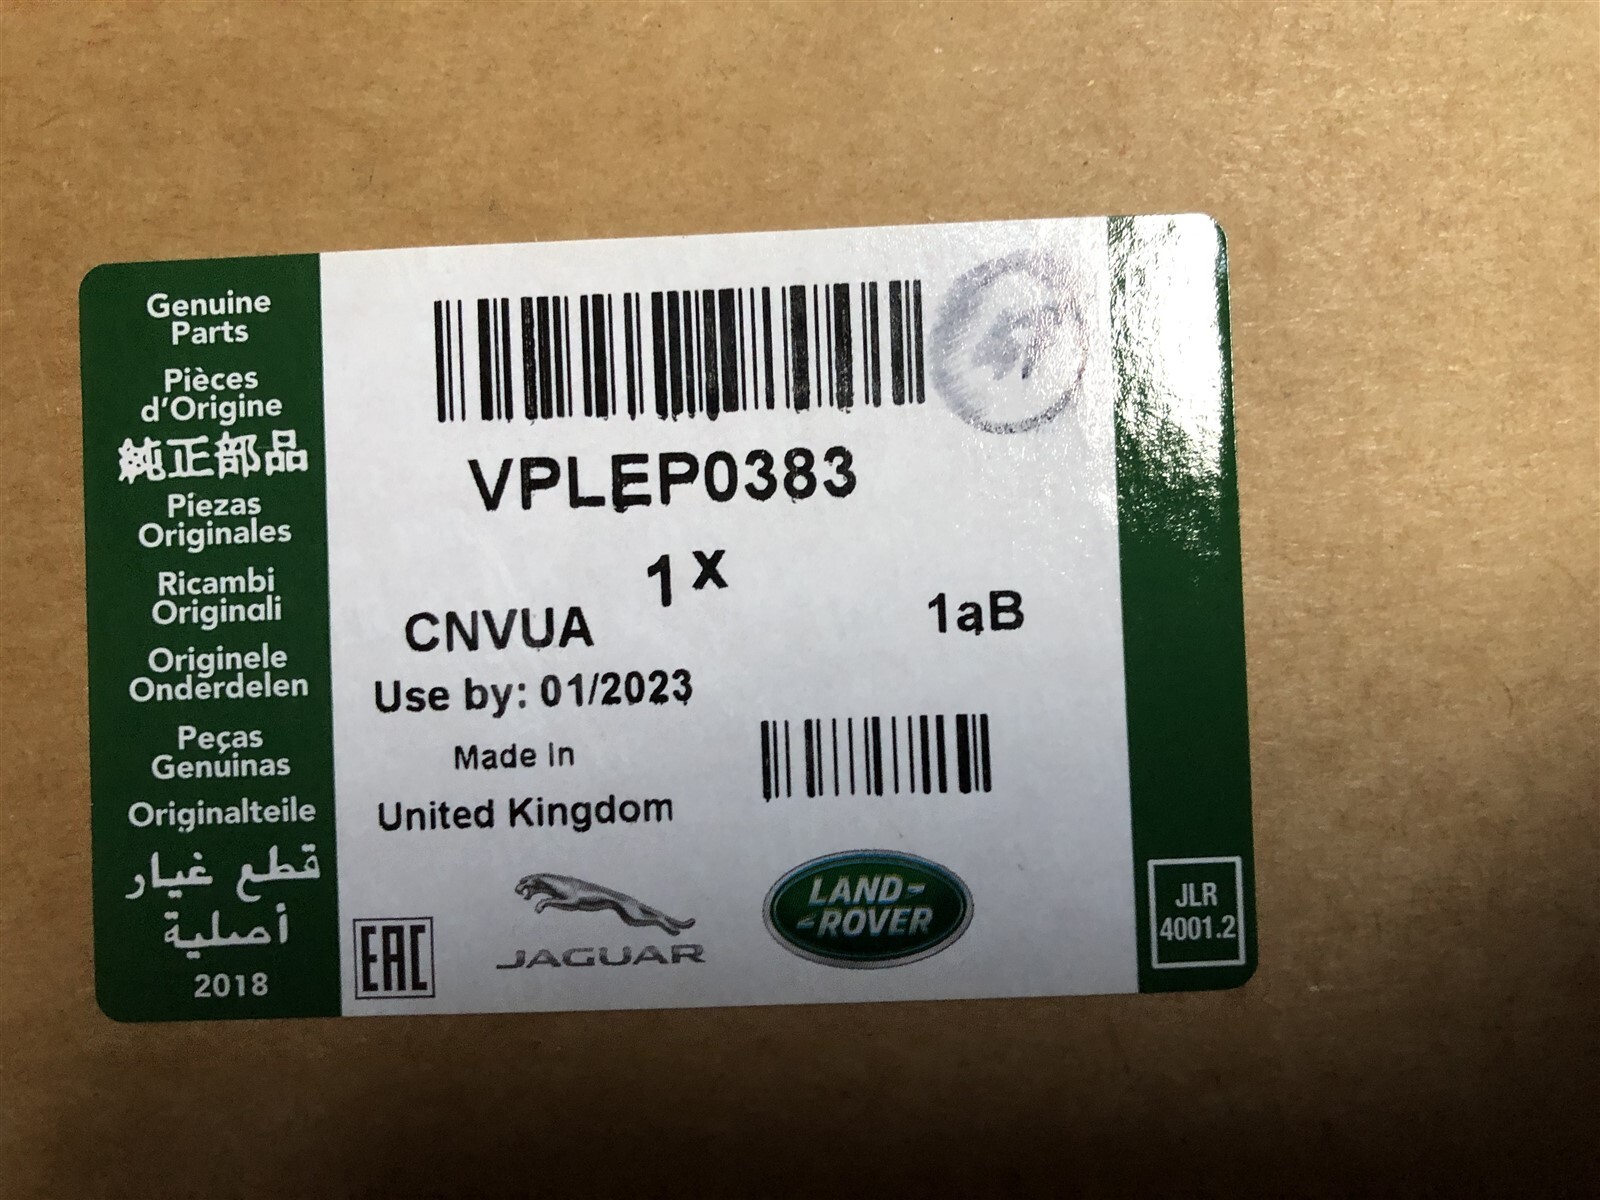 Genuine
Parts
Pièces
d'Origine
純正部品
Piezas
Originales
Ricambi
Originali
Originele
Onderdelen
Peças
Genuinas
Originalteile
قطع غيار
أصلية
2018
VPLEP0383
1 x
CNVUA
1aB
Use by: 01/2023
Made In
United Kingdom
EAC
JAGUAR
LAND-
-ROVER
JLR
4001.2